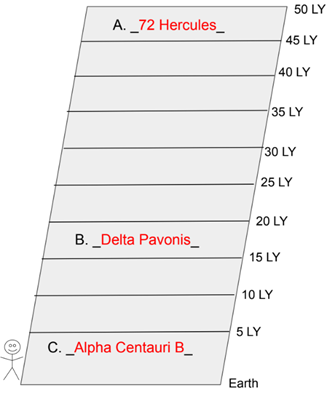 50 LY
A. _72 Hercules_
45 LY
40 LY
35 LY
30 LY
25 LY
20 LY
B. _Delta Pavonis_
15 LY
10 LY
5 LY
C. _Alpha Centauri B_
Earth